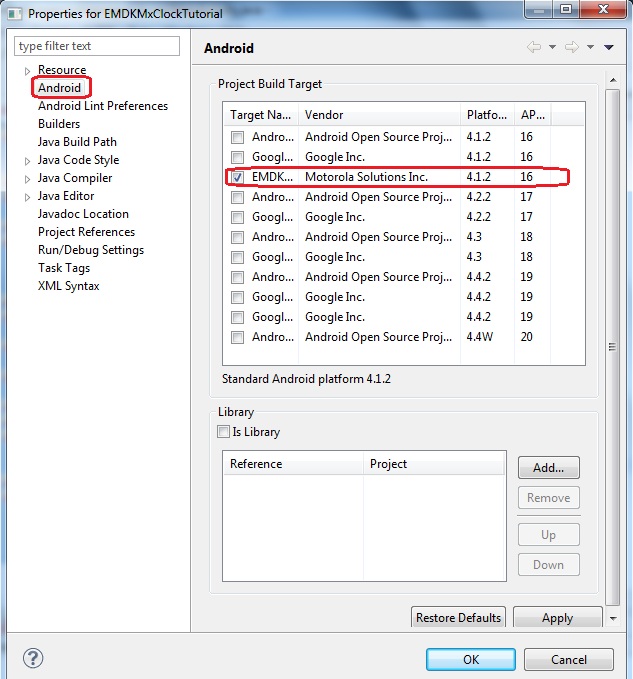 Properties for EMDKMxClockTutorial
type filter text
Resource
Android
Android Lint Preferences
Builders
Java Build Path
Java Code Style
Java Compiler
Java Editor
Javadoc Location
Project References
Run/Debug Settings
Task Tags
XML Syntax
Android
Project Build Target
Target Na... Vendor Platfo... AP...
Andro... Android Open Source Proj... 4.1.2 16
Googl... Google Inc. 4.1.2 16
EMDK... Motorola Solutions Inc. 4.1.2 16
Andro... Android Open Source Proj... 4.2.2 17
Googl... Google Inc. 4.2.2 17
Andro... Android Open Source Proj... 4.3 18
Googl... Google Inc. 4.3 18
Andro... Android Open Source Proj... 4.4.2 19
Googl... Google Inc. 4.4.2 19
Googl... Google Inc. 4.4.2 19
Andro... Android Open Source Proj... 4.4W 20
Standard Android platform 4.1.2
Library
Is Library
Reference Project
Add...
Remove
Up
Down
Restore Defaults Apply
? OK Cancel